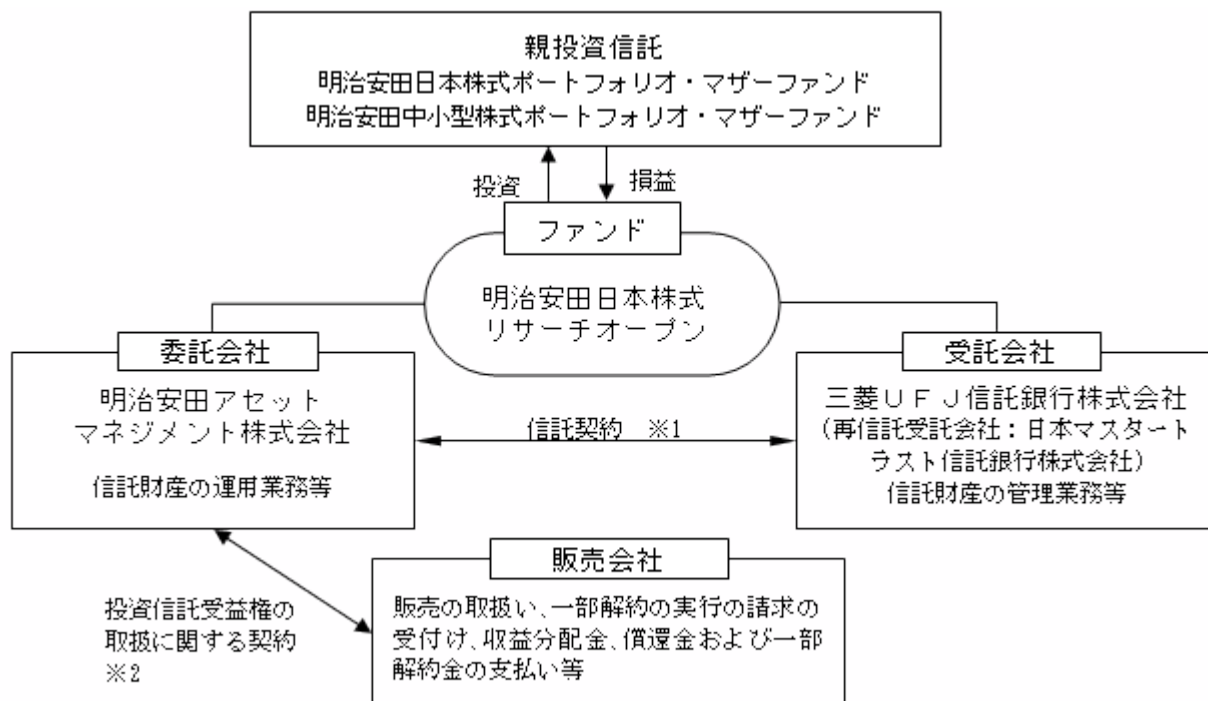 親投資信託
明治安田日本株式ポートフォリオ・マザーファンド
明治安田中小型株式ポートフォリオ・マザーファンド
投資
損益
ファンド
明治安田日本株式
リサーチオープン
委託会社
明治安田アセット
マネジメント株式会社
信託財産の運用業務等
信託契約 ※1
受託会社
三菱UFJ信託銀行株式会社
(再信託受託会社:日本マスタート
ラスト信託銀行株式会社)
信託財産の管理業務等
投資信託受益権の
取扱に関する契約
※2
販売会社
販売の取扱い、一部解約の実行の請求の
受付け、収益分配金、償還金および一部
解約金の支払い等